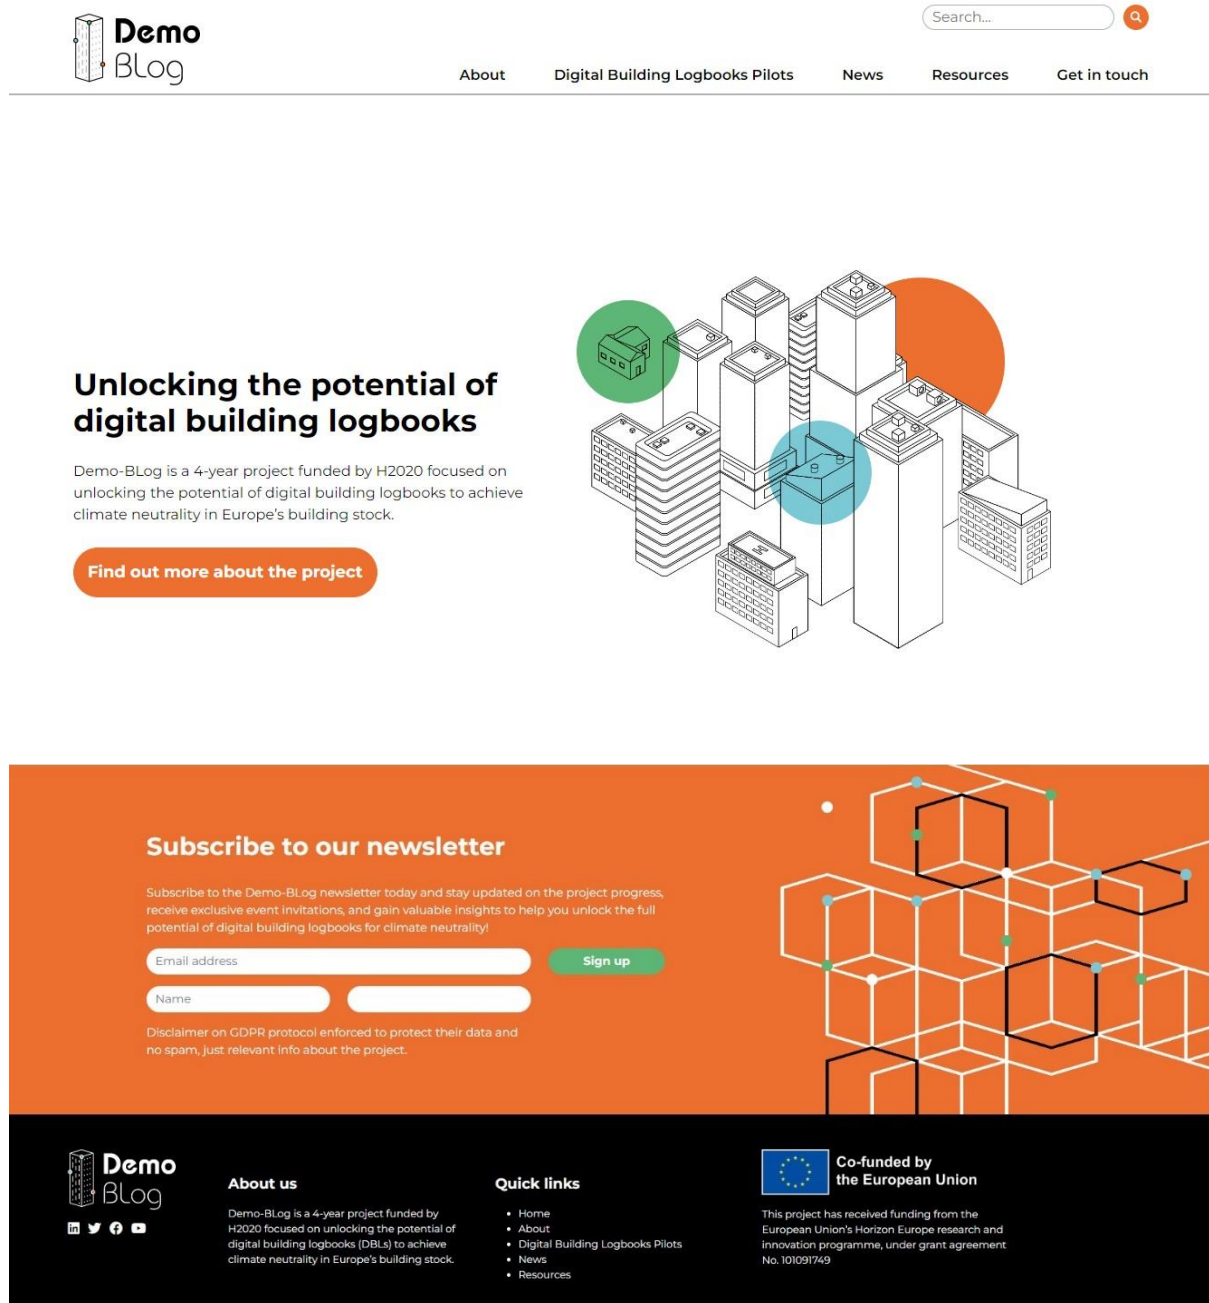 Demo
BLog
Search...
About
Digital Building Logbooks Pilots
News
Resources
Get in touch
Unlocking the potential of
digital building logbooks
Demo-BLog is a 4-year project funded by H2020 focused on
unlocking the potential of digital building logbooks to achieve
climate neutrality in Europe's building stock.
Find out more about the project
Subscribe to our newsletter
Subscribe to the Demo-BLog newsletter today and stay updated on the project progress,
receive exclusive event invitations, and gain valuable insights to help you unlock the full
potential of digital building logbooks for climate neutrality!
Email address
Sign up
Name
Disclaimer on GDPR protocol enforced to protect their data and
no spam, just relevant info about the project.
Demo
BLog
About us
Demo-BLog is a 4-year project funded by
H2020 focused on unlocking the potential of
digital building logbooks (DBLs) to achieve
climate neutrality in Europe's building stock.
Quick links
• Home
• About
• Digital Building Logbooks Pilots
• News
• Resources
Co-funded by
the European Union
This project has received funding from the
European Union's Horizon Europe research and
innovation programme, under grant agreement
No. 101091749